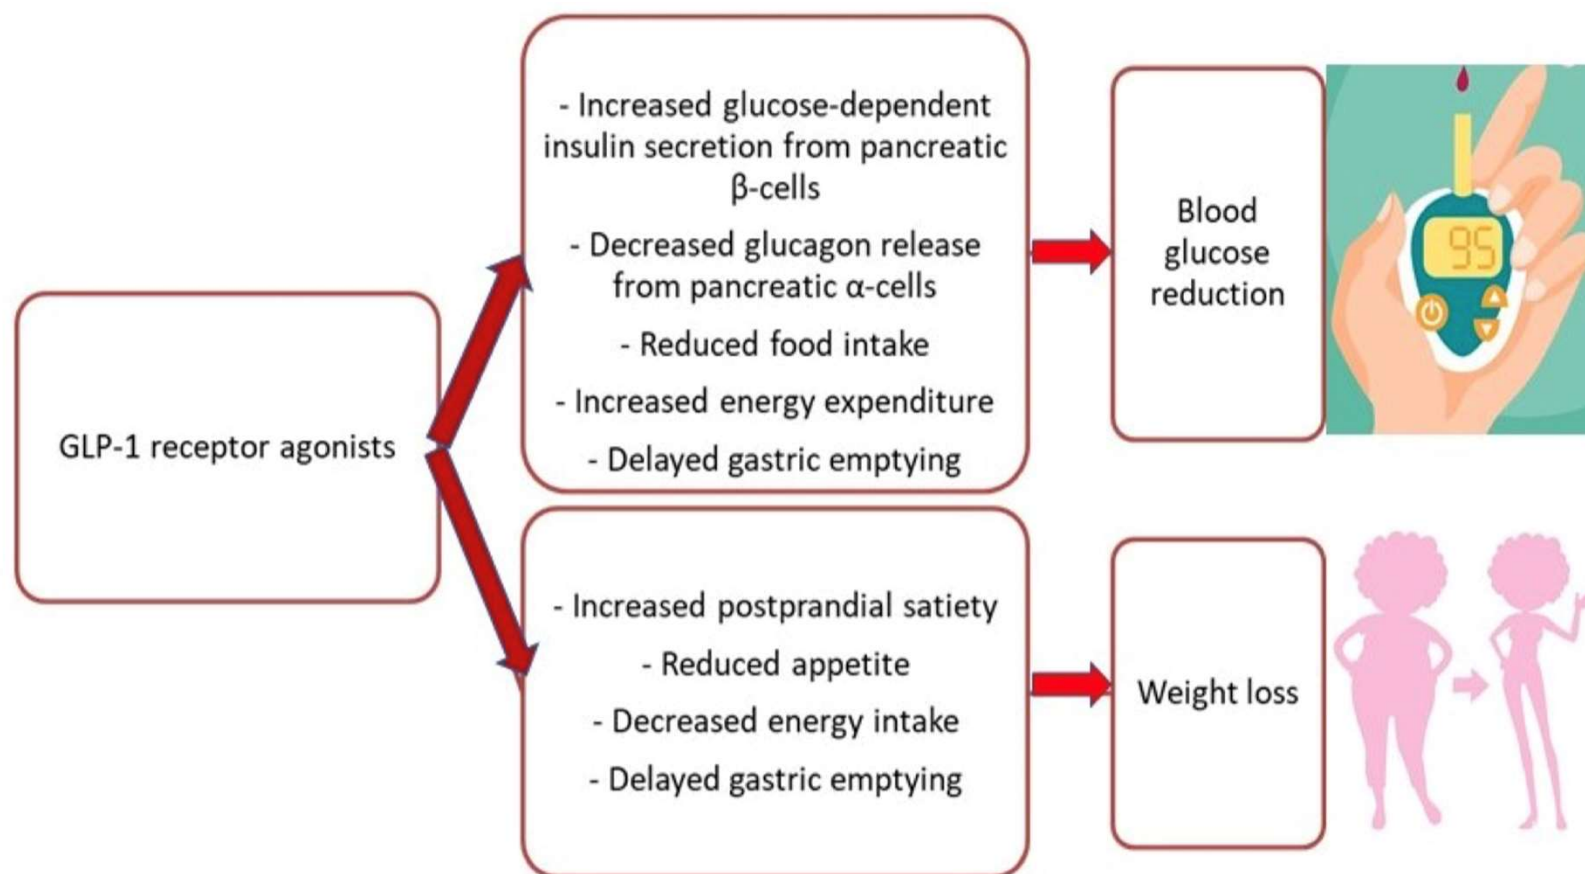 GLP-1 receptor agonists
- Increased glucose-dependent
insulin secretion from pancreatic
β-cells
- Decreased glucagon release
from pancreatic α-cells
- Reduced food intake
- Increased energy expenditure
- Delayed gastric emptying
Blood
glucose
reduction
95
- Increased postprandial satiety
- Reduced appetite
- Decreased energy intake
- Delayed gastric emptying
Weight loss